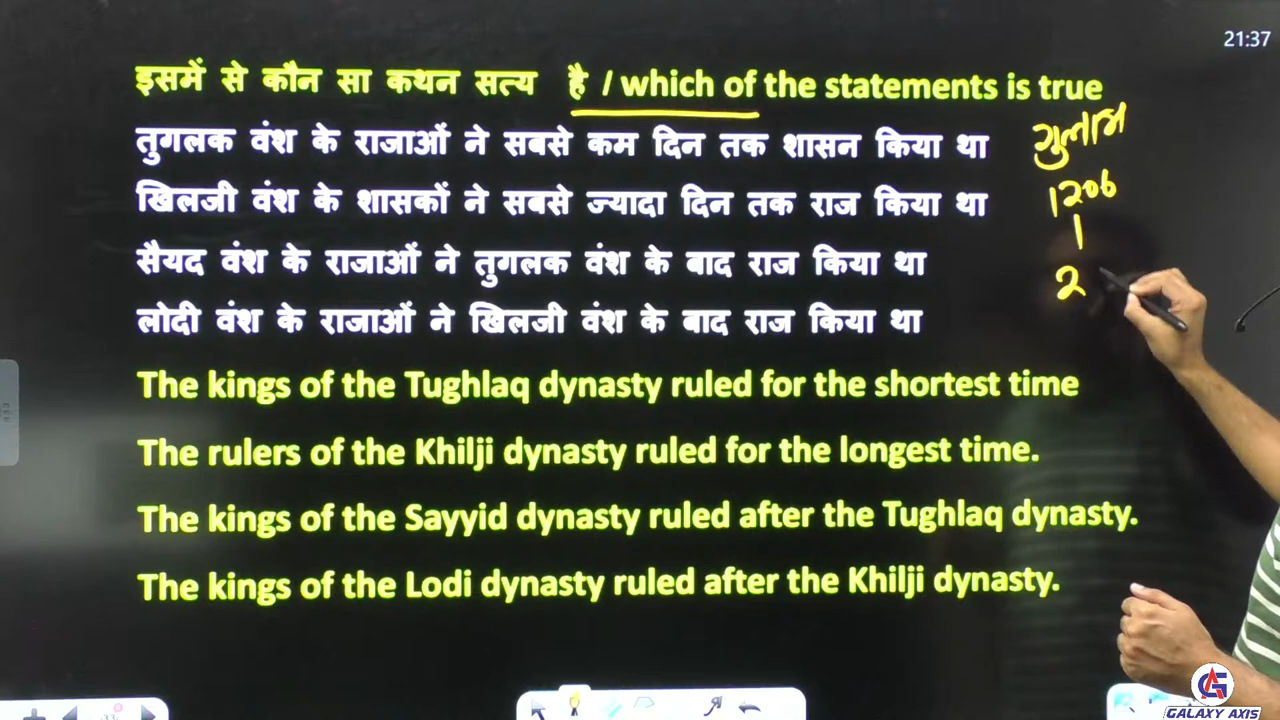 21:37
इसमें से कौन सा कथन सत्य है / which of the statements is true
तुगलक वंश के राजाओं ने सबसे कम दिन तक शासन किया था
खिलजी वंश के शासकों ने सबसे ज्यादा दिन तक राज किया था
सैयद वंश के राजाओं ने तुगलक वंश के बाद राज किया था
लोदी वंश के राजाओं ने खिलजी वंश के बाद राज किया था
गुलाम
1206
1
2
The kings of the Tughlaq dynasty ruled for the shortest time
The rulers of the Khilji dynasty ruled for the longest time.
The kings of the Sayyid dynasty ruled after the Tughlaq dynasty.
The kings of the Lodi dynasty ruled after the Khilji dynasty.
GALAXY AXIS